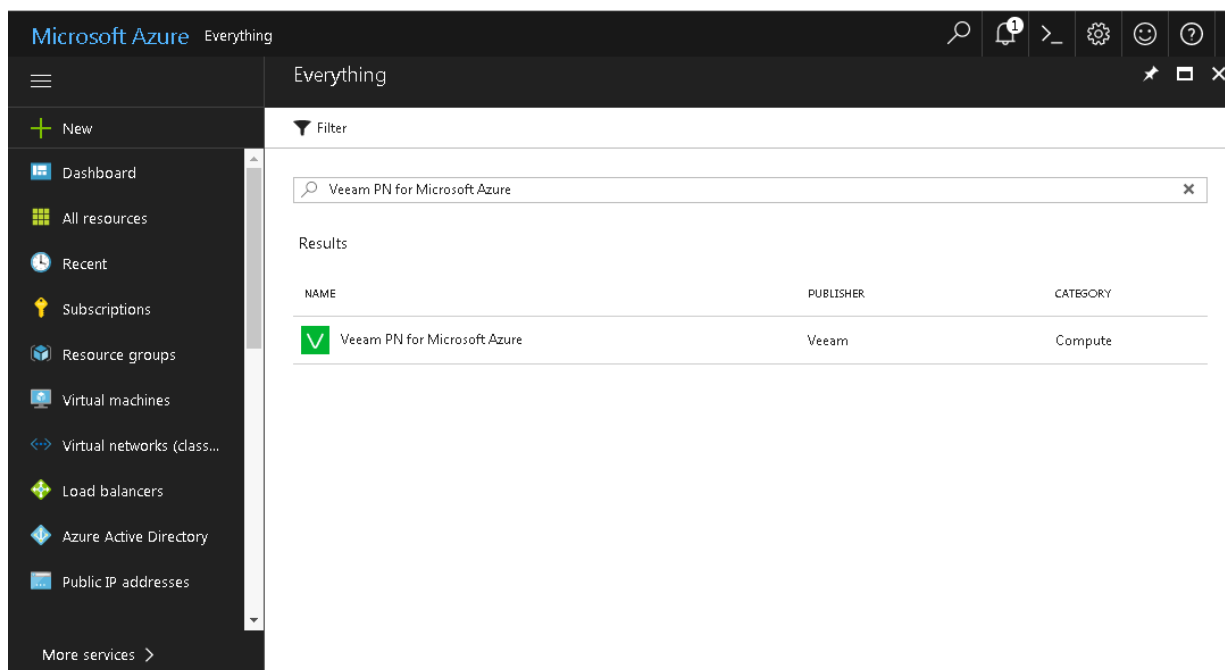 Microsoft Azure Everything
1
Everything
New
Filter
Dashboard
Veeam PN for Microsoft Azure
All resources
Results
Recent
NAME PUBLISHER CATEGORY
Subscriptions
Veeam PN for Microsoft Azure Veeam Compute
Resource groups
Virtual machines
Virtual networks (class...
Load balancers
Azure Active Directory
Public IP addresses
More services